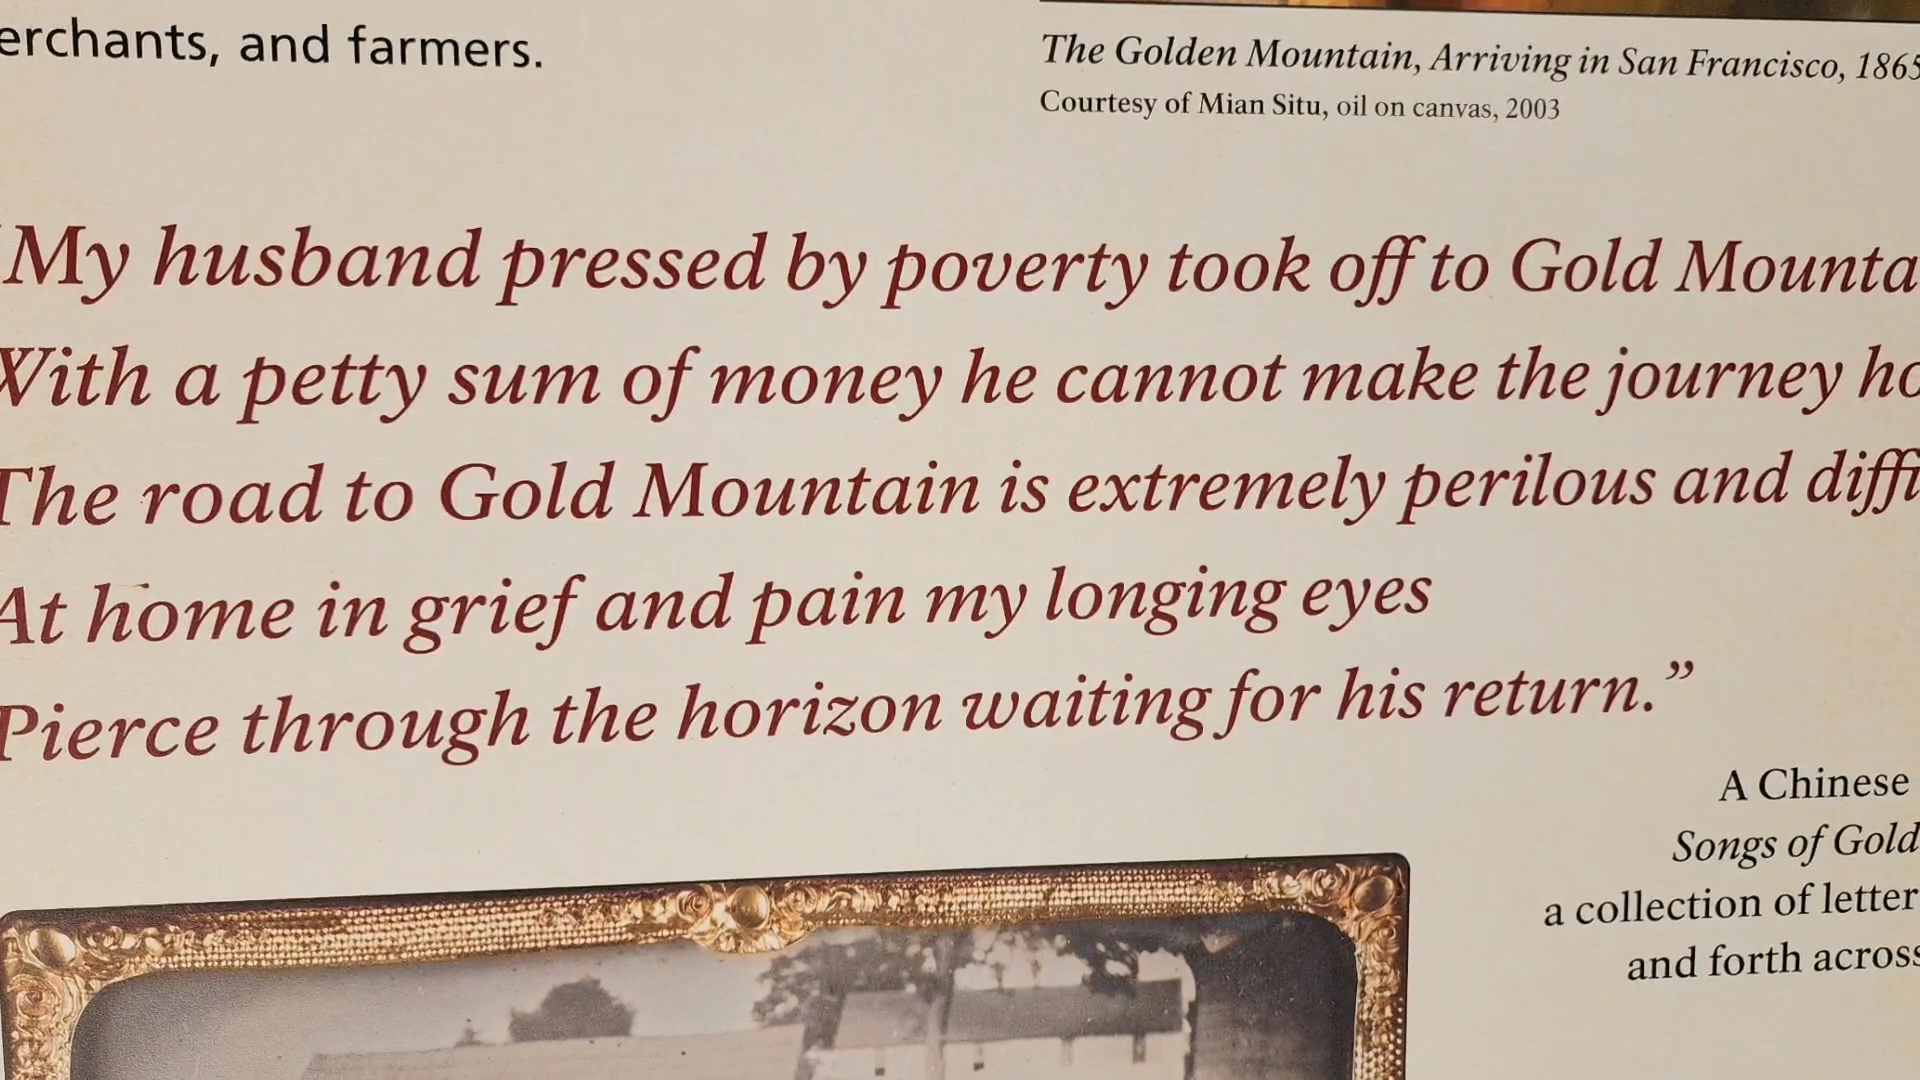 erchants, and farmers.
The Golden Mountain, Arriving in San Francisco, 1865
Courtesy of Mian Situ, oil on canvas, 2003
“My husband pressed by poverty took off to Gold Mounta
With a petty sum of money he cannot make the journey ho
The road to Gold Mountain is extremely perilous and diffi
At home in grief and pain my longing eyes
Pierce through the horizon waiting for his return.”
A Chinese
Songs of Gold
a collection of letter
and forth across